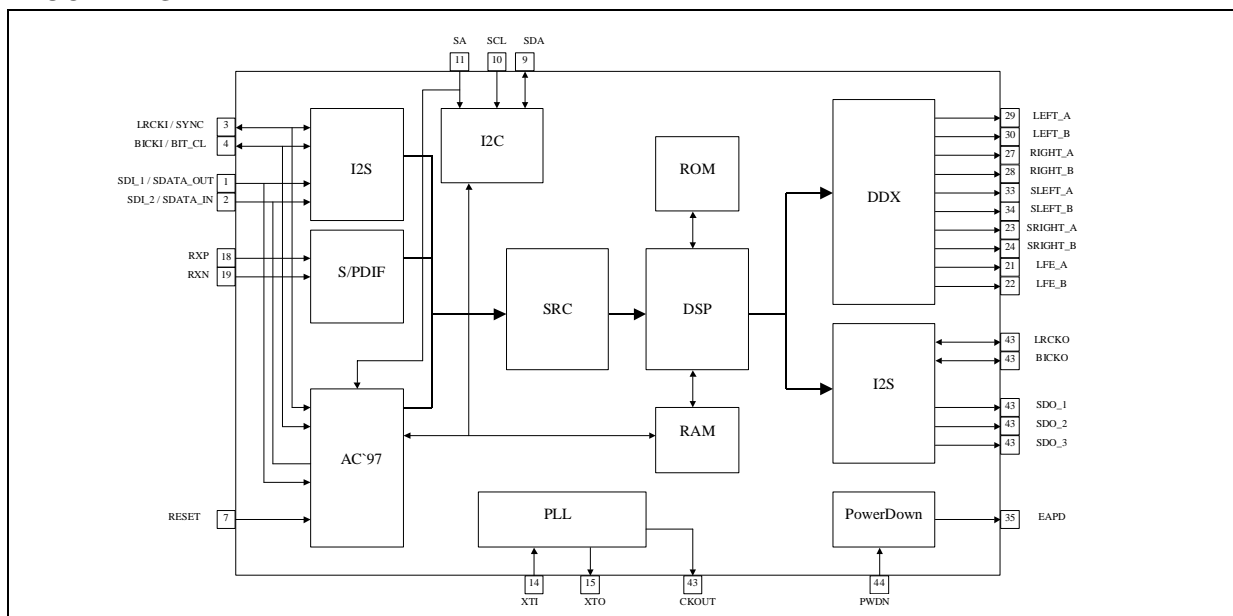 SA SCL SDA
11 10 9
LRCKI / SYNC 3
BICKI / BIT_CL 4
SDI_1 / SDATA_OUT 1
SDI_2 / SDATA_IN 2
RXP 18
RXN 19
RESET 7
I2S
S/PDIF
AC`97
I2C
SRC
ROM
DSP
RAM
DDX
I2S
PLL
PowerDown
29 LEFT_A
30 LEFT_B
27 RIGHT_A
28 RIGHT_B
33 SLEFT_A
34 SLEFT_B
23 SRIGHT_A
24 SRIGHT_B
21 LFE_A
22 LFE_B
43 LRCKO
43 BICKO
43 SDO_1
43 SDO_2
43 SDO_3
35 EAPD
14 15 43 44
XTI XTO CKOUT PWDN